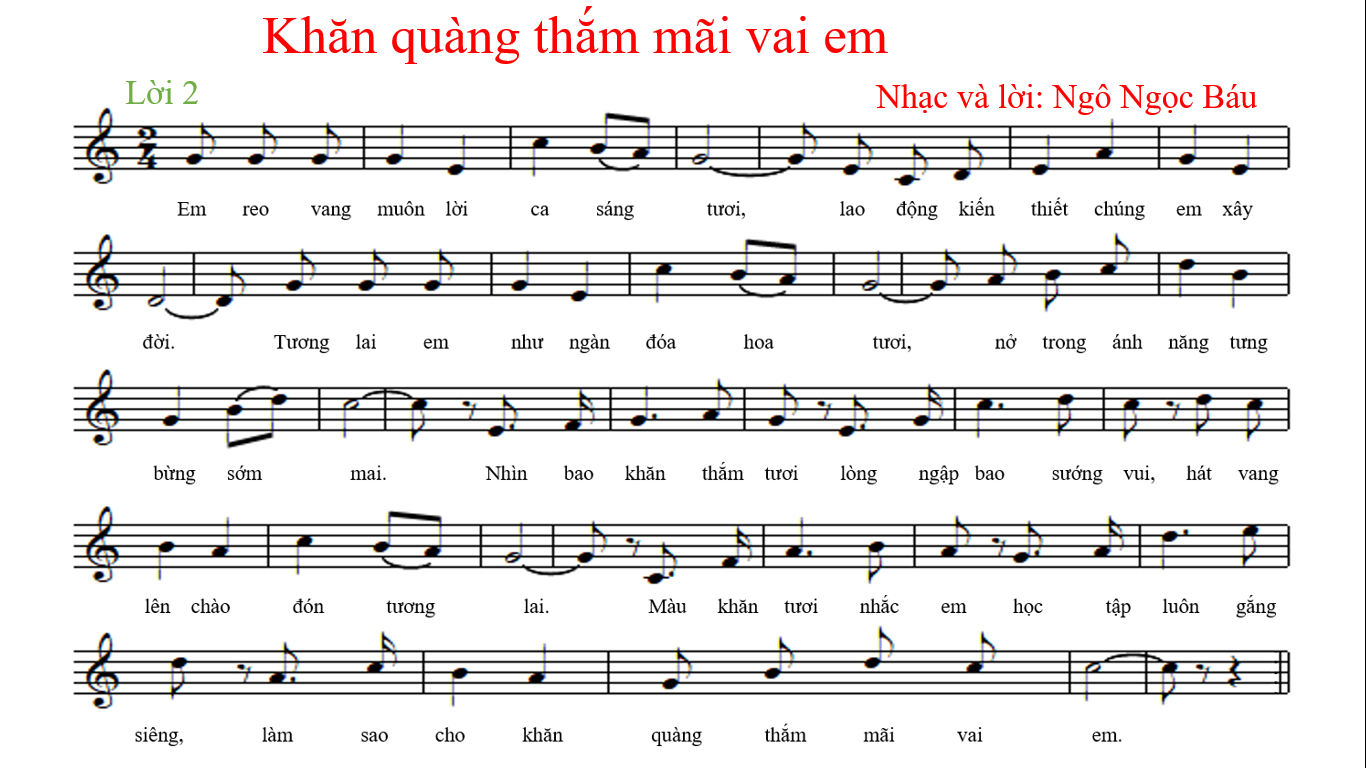 Khăn quàng thắm mãi vai em
Lời 2
Nhạc và lời: Ngô Ngọc Báu
2
4
Em reo vang muôn lời ca sáng tươi, lao động kiến thiết chúng em xây
đời. Tương lai em như ngàn đóa hoa tươi, nở trong ánh năng tưng
bừng sớm mai. Nhìn bao khăn thắm tươi lòng ngập bao sướng vui, hát vang
lên chào đón tương lai. Màu khăn tươi nhắc em học tập luôn gắng
siêng, làm sao cho khăn quàng thắm mãi vai em.